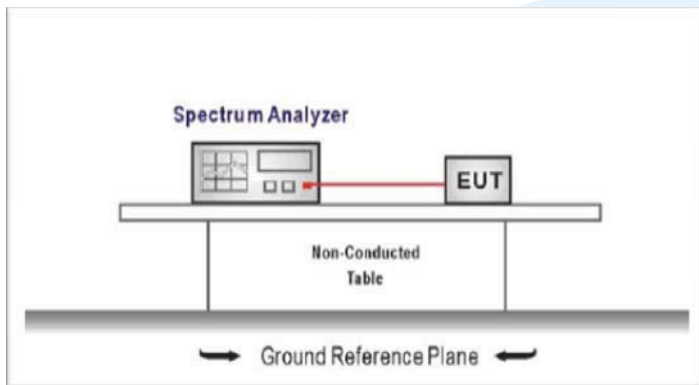 Spectrum Analyzer
EUT
Non-Conducted
Table
Ground Reference Plane